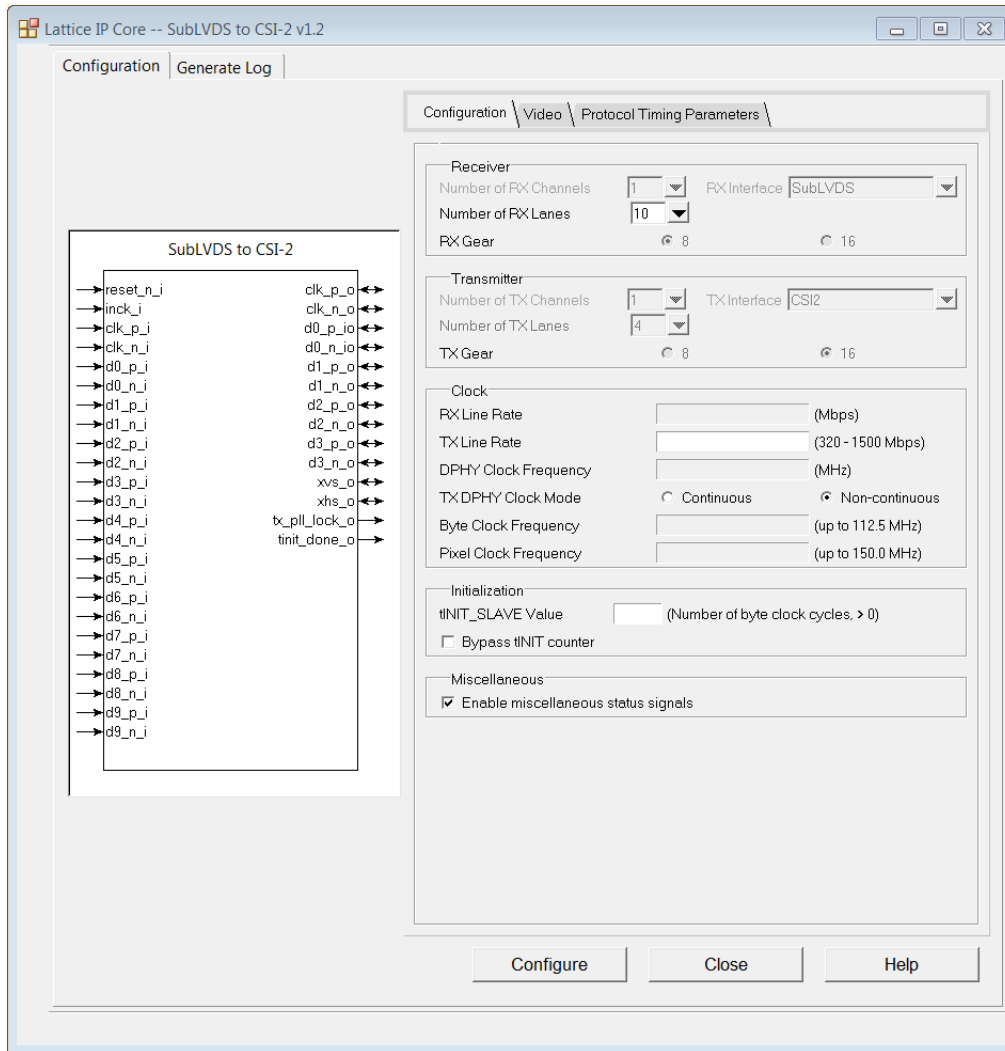 Lattice IP Core -- SubLVDS to CSI-2 v1.2
Configuration Generate Log
Configuration Video Protocol Timing Parameters
SubLVDS to CSI-2
reset_n_i clk_p_o
inck_i clk_n_o
clk_p_i d0_p_io
clk_n_i d0_n_io
d0_p_i d1_p_o
d0_n_i d1_n_o
d1_p_i d2_p_o
d1_n_i d2_n_o
d2_p_i d3_p_o
d2_n_i d3_n_o
d3_p_i xvs_o
d3_n_i xhs_o
d4_p_i tx_pll_lock_o
d4_n_i tinit_done_o
d5_p_i
d5_n_i
d6_p_i
d6_n_i
d7_p_i
d7_n_i
d8_p_i
d8_n_i
d9_p_i
d9_n_i
Receiver
Number of RX Channels 1 RX Interface SubLVDS
Number of RX Lanes 10
RX Gear 8 16
Transmitter
Number of TX Channels 1 TX Interface CSI2
Number of TX Lanes 4
TX Gear 8 16
Clock
RX Line Rate (Mbps)
TX Line Rate (320 - 1500 Mbps)
DPHY Clock Frequency (MHz)
TX DPHY Clock Mode Continuous Non-continuous
Byte Clock Frequency (up to 112.5 MHz)
Pixel Clock Frequency (up to 150.0 MHz)
Initialization
tINIT_SLAVE Value (Number of byte clock cycles, > 0)
Bypass tINIT counter
Miscellaneous
Enable miscellaneous status signals
Configure Close Help